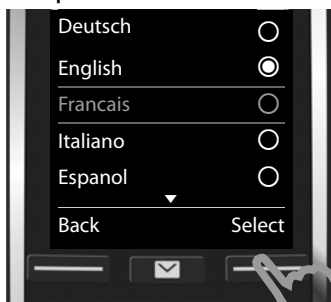 Deutsch
English
Francais
Italiano
Espanol
Back Select